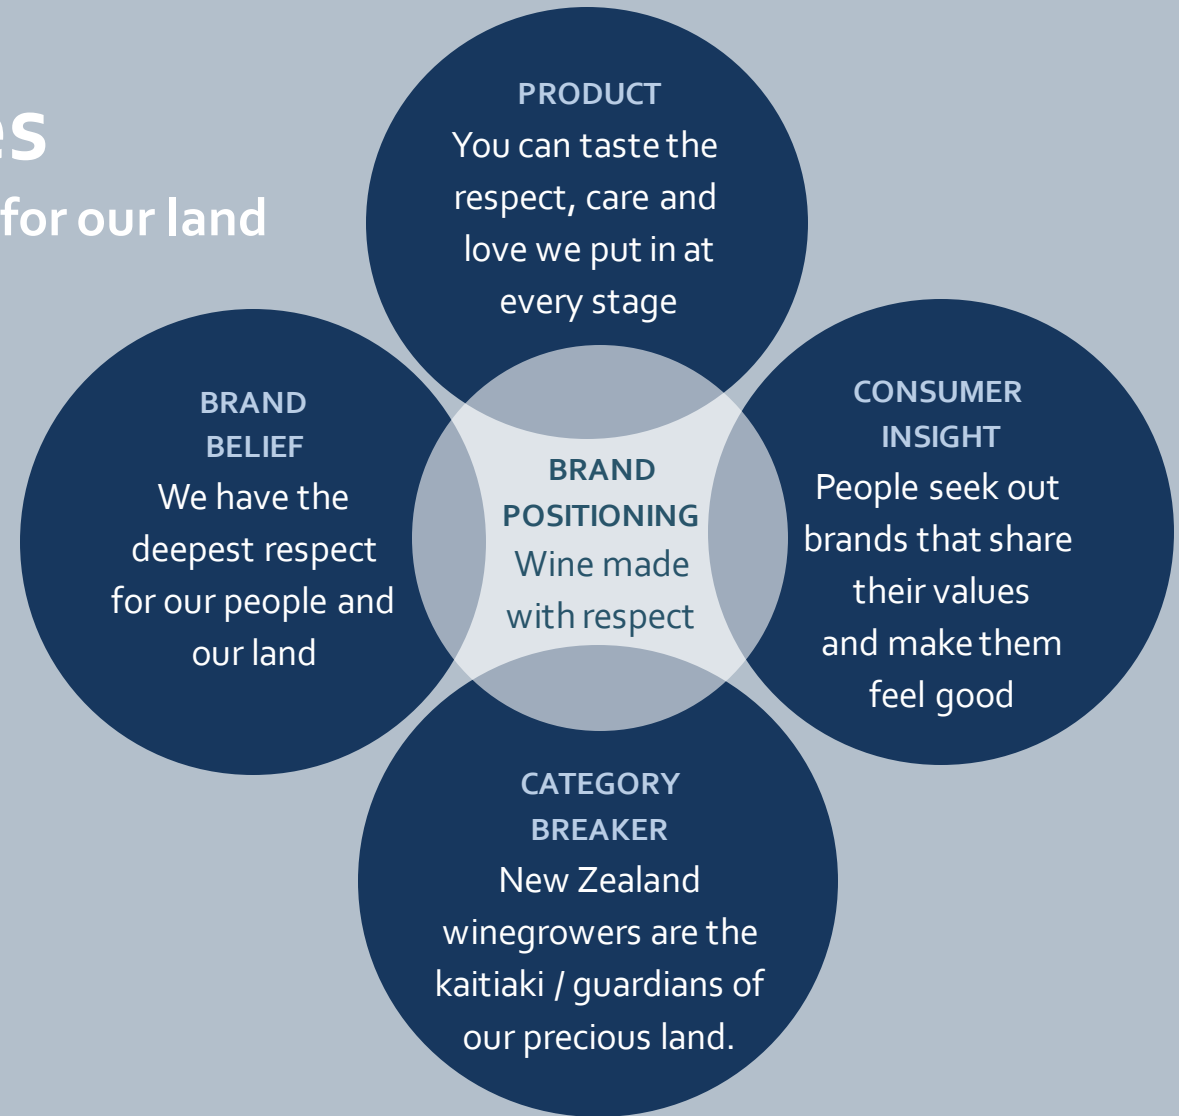 es
for our land
PRODUCT
You can taste the
respect, care and
love we put in at
every stage
BRAND
BELIEF
We have the
deepest respect
for our people and
our land
BRAND
POSITIONING
Wine made
with respect
CONSUMER
INSIGHT
People seek out
brands that share
their values
and make them
feel good
CATEGORY
BREAKER
New Zealand
winegrowers are the
kaitiaki / guardians of
our precious land.